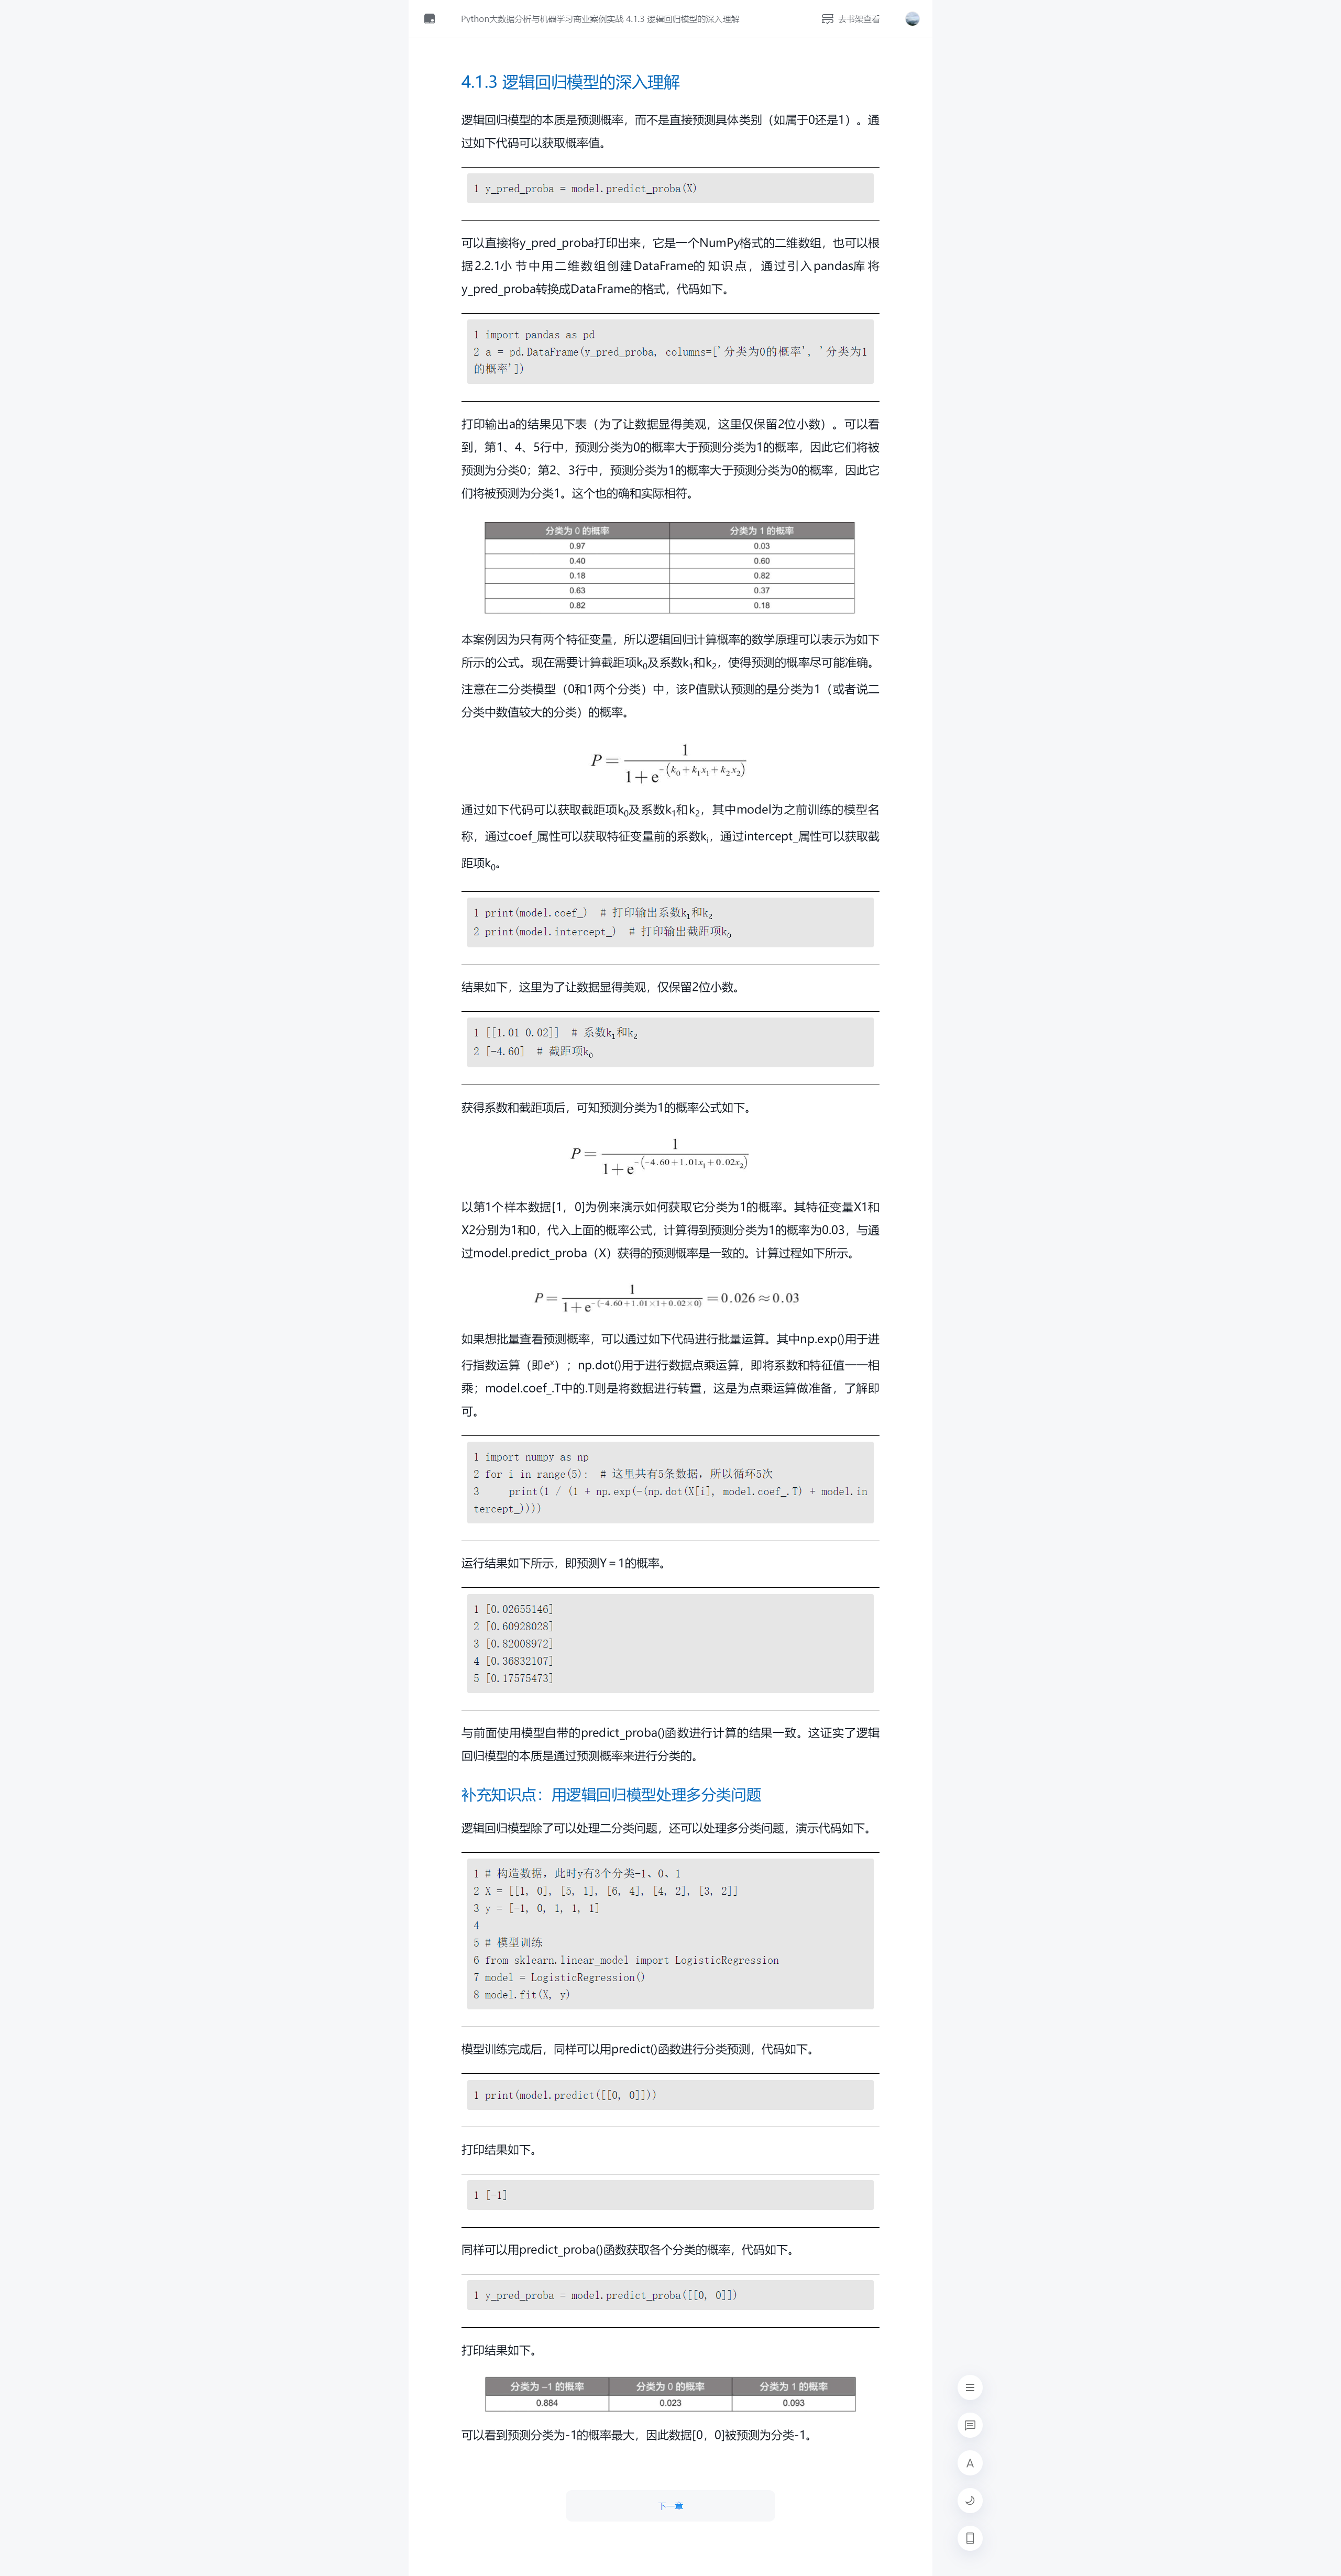 Python大数据分析与机器学习商业案例实战 4.1.3 逻辑回归模型的深入理解
去书架查看
4.1.3 逻辑回归模型的深入理解
逻辑回归模型的本质是预测概率，而不是直接预测具体类别（如属于0还是1）。通
过如下代码可以获取概率值。
1 y_pred_proba = model.predict_proba(X)
可以直接将y_pred_proba打印出来，它是一个NumPy格式的二维数组，也可以根
据2.2.1小节中用二维数组创建DataFrame的知识点，通过引入pandas库将
y_pred_proba转换成DataFrame的格式，代码如下。
1 import pandas as pd
2 a = pd.DataFrame(y_pred_proba, columns=['分类为0的概率', '分类为1
的概率'])
打印输出a的结果见下表（为了让数据显得美观，这里仅保留2位小数）。可以看
到，第1、4、5行中，预测分类为0的概率大于预测分类为1的概率，因此它们将被
预测为分类0；第2、3行中，预测分类为1的概率大于预测分类为0的概率，因此它
们将被预测为分类1。这个也的确和实际相符。
分类为 0 的概率 分类为 1 的概率
0.97 0.03
0.40 0.60
0.18 0.82
0.63 0.37
0.82 0.18
本案例因为只有两个特征变量，所以逻辑回归计算概率的数学原理可以表示为如下
所示的公式。现在需要计算截距项k₀及系数k₁和k₂，使得预测的概率尽可能准确。
注意在二分类模型（0和1两个分类）中，该P值默认预测的是分类为1（或者说二
分类中数值较大的分类）的概率。
P = 1 / (1+e^-(k₀+k₁x₁+k₂x₂))
通过如下代码可以获取截距项k₀及系数k₁和k₂，其中model为之前训练的模型名
称，通过coef_属性可以获取特征变量前的系数kᵢ，通过intercept_属性可以获取截
距项k₀。
1 print(model.coef_)  # 打印输出系数k₁和k₂
2 print(model.intercept_)  # 打印输出截距项k₀
结果如下，这里为了让数据显得美观，仅保留2位小数。
1 [[1.01 0.02]]  # 系数k₁和k₂
2 [-4.60]  # 截距项k₀
获得系数和截距项后，可知预测分类为1的概率公式如下。
P = 1 / (1+e^-(-4.60+1.01x₁+0.02x₂))
以第1个样本数据[1，0]为例来演示如何获取它分类为1的概率。其特征变量X1和
X2分别为1和0，代入上面的概率公式，计算得到预测分类为1的概率为0.03，与通
过model.predict_proba（X）获得的预测概率是一致的。计算过程如下所示。
P = 1 / (1+e^-(-4.60+1.01×1+0.02×0)) = 0.026 ≈ 0.03
如果想批量查看预测概率，可以通过如下代码进行批量运算。其中np.exp()用于进
行指数运算（即eˣ）；np.dot()用于进行数据点乘运算，即将系数和特征值一一相
乘；model.coef_.T中的.T则是将数据进行转置，这是为点乘运算做准备，了解即
可。
1 import numpy as np
2 for i in range(5):  # 这里共有5条数据，所以循环5次
3     print(1 / (1 + np.exp(-(np.dot(X[i], model.coef_.T) + model.in
tercept_))))
运行结果如下所示，即预测Y = 1的概率。
1 [0.02655146]
2 [0.60928028]
3 [0.82008972]
4 [0.36832107]
5 [0.17575473]
与前面使用模型自带的predict_proba()函数进行计算的结果一致。这证实了逻辑
回归模型的本质是通过预测概率来进行分类的。
补充知识点：用逻辑回归模型处理多分类问题
逻辑回归模型除了可以处理二分类问题，还可以处理多分类问题，演示代码如下。
1 # 构造数据，此时y有3个分类-1、0、1
2 X = [[1, 0], [5, 1], [6, 4], [4, 2], [3, 2]]
3 y = [-1, 0, 1, 1, 1]
4
5 # 模型训练
6 from sklearn.linear_model import LogisticRegression
7 model = LogisticRegression()
8 model.fit(X, y)
模型训练完成后，同样可以用predict()函数进行分类预测，代码如下。
1 print(model.predict([[0, 0]]))
打印结果如下。
1 [-1]
同样可以用predict_proba()函数获取各个分类的概率，代码如下。
1 y_pred_proba = model.predict_proba([[0, 0]])
打印结果如下。
分类为 –1 的概率 分类为 0 的概率 分类为 1 的概率
0.884 0.023 0.093
可以看到预测分类为-1的概率最大，因此数据[0，0]被预测为分类-1。
A
下一章